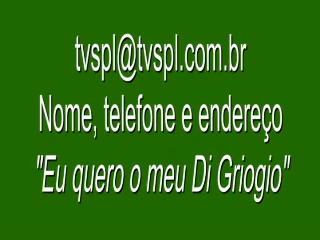 tvspl@tvspl.com.br
Nome, telefone e endereço
"Eu quero o meu Di Griogio"